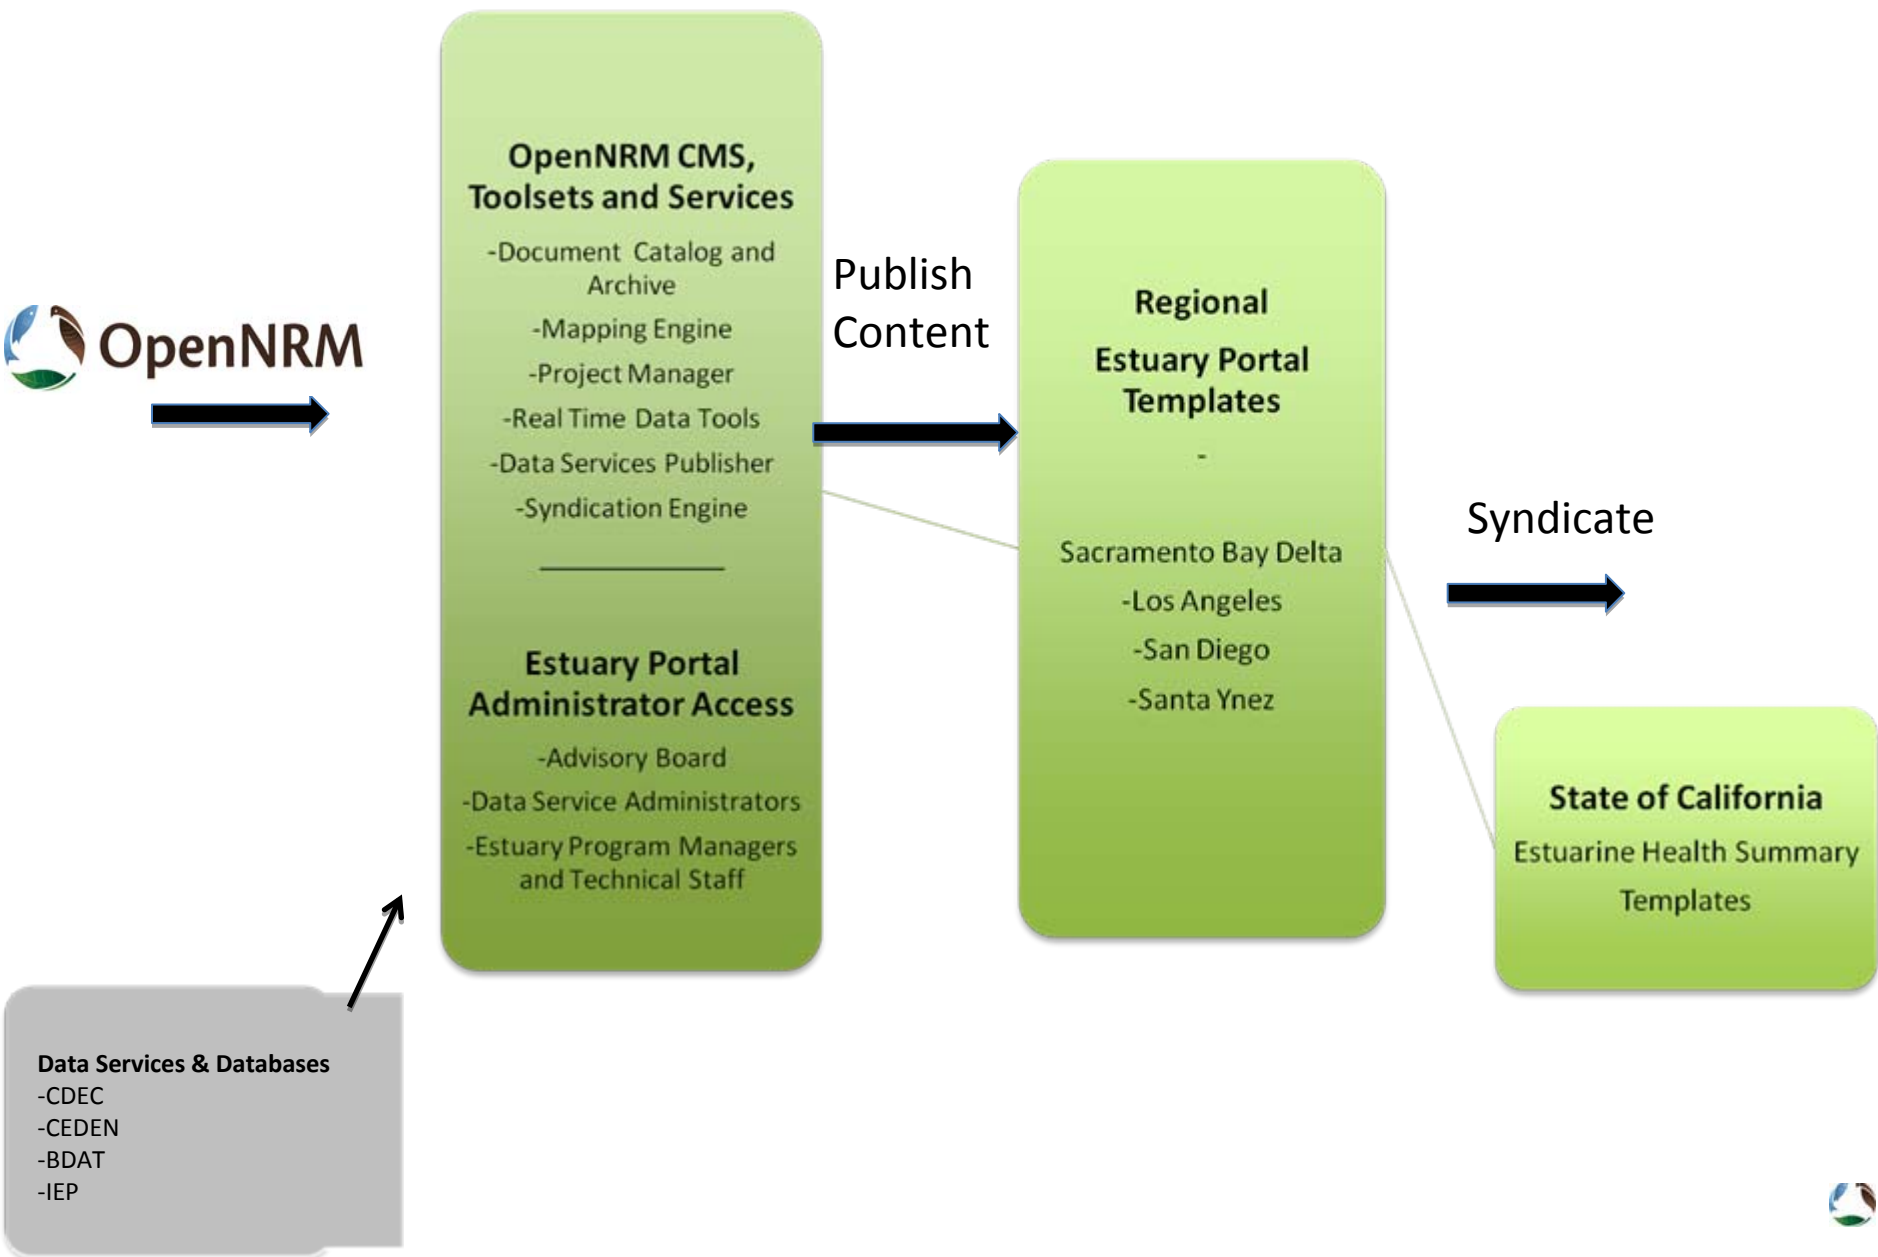 OpenNRM
OpenNRM CMS,
Toolsets and Services
-Document Catalog and
Archive
-Mapping Engine
-Project Manager
-Real Time Data Tools
-Data Services Publisher
-Syndication Engine
Estuary Portal
Administrator Access
-Advisory Board
-Data Service Administrators
-Estuary Program Managers
and Technical Staff
Data Services & Databases
-CDEC
-CEDEN
-BDAT
-IEP
Publish
Content
Regional
Estuary Portal
Templates
-
Sacramento Bay Delta
-Los Angeles
-San Diego
-Santa Ynez
Syndicate
State of California
Estuarine Health Summary
Templates